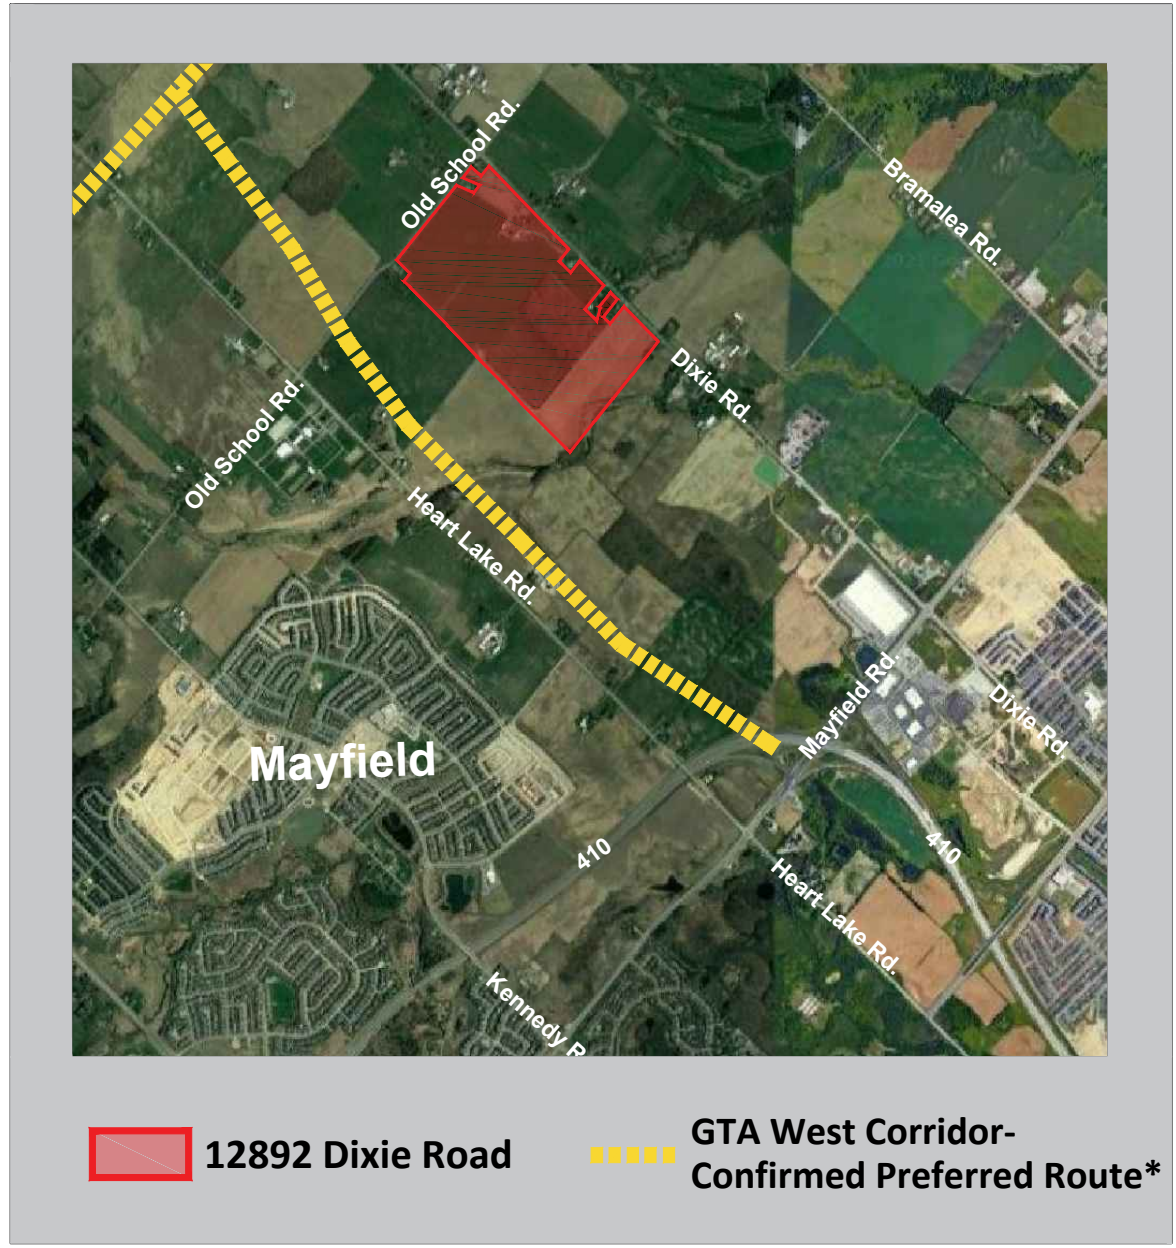 Old School Rd.
Bramalea Rd.
Dixie Rd.
Old School Rd.
Heart Lake Rd.
Mayfield Rd.
Dixie Rd.
Mayfield
410
410
Heart Lake Rd.
Kennedy R
12892 Dixie Road
GTA West Corridor-
Confirmed Preferred Route*